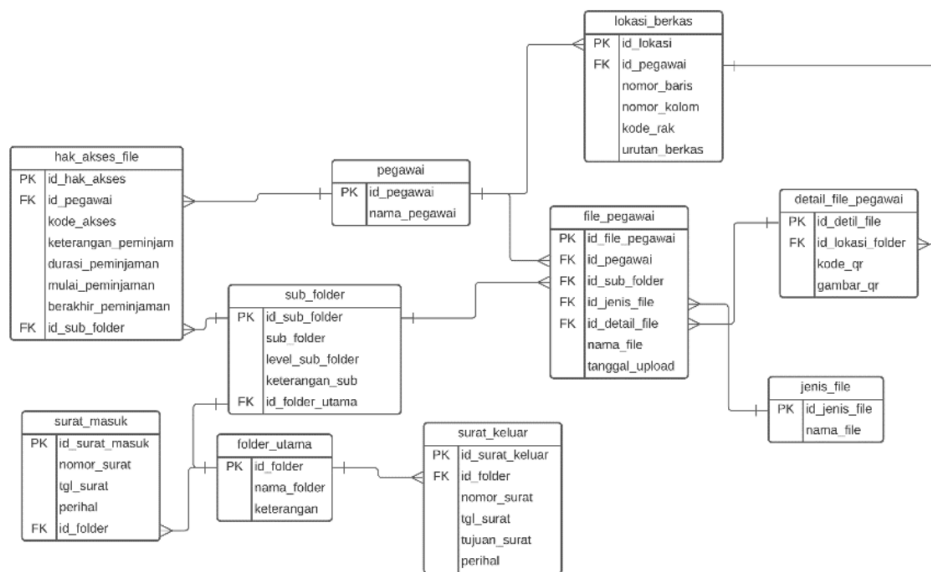 lokasi_berkas
PK id_lokasi
FK id_pegawai
nomor_baris
nomor_kolom
kode_rak
urutan_berkas
hak_akses_file
PK id_hak_akses
FK id_pegawai
kode_akses
keterangan_peminjam
durasi_peminjaman
mulai_peminjaman
berakhir_peminjaman
FK id_sub_folder
pegawai
PK id_pegawai
nama_pegawai
file_pegawai
PK id_file_pegawai
FK id_pegawai
FK id_sub_folder
FK id_jenis_file
FK id_detail_file
nama_file
tanggal_upload
detail_file_pegawai
PK id_detil_file
FK id_lokasi_folder
kode_qr
gambar_qr
sub_folder
PK id_sub_folder
sub_folder
level_sub_folder
keterangan_sub
FK id_folder_utama
jenis_file
PK id_jenis_file
nama_file
surat_masuk
PK id_surat_masuk
nomor_surat
tgl_surat
perihal
FK id_folder
folder_utama
PK id_folder
nama_folder
keterangan
surat_keluar
PK id_surat_keluar
FK id_folder
nomor_surat
tgl_surat
tujuan_surat
perihal